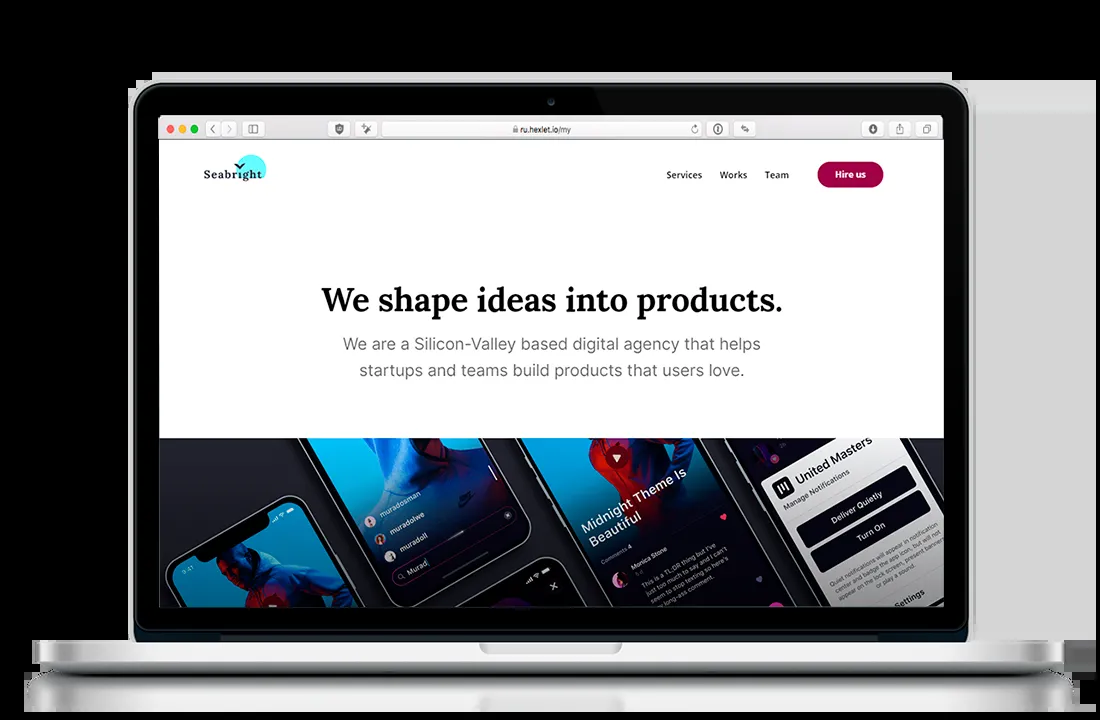 ru.hexlet.io/my
Seabright
Services
Works
Team
Hire us
We shape ideas into products.
We are a Silicon-Valley based digital agency that helps
startups and teams build products that users love.
9:41
muradosman
muradolwe
muradoll
Murad
Midnight Theme Is
Beautiful
Comments 4
Monica Stone
This is a TL;DR thing but I've
just too much to say and I can't
seem to stop texting so here's
my long-ass comment.
United Masters
Manage Notifications
Deliver Quietly
Turn On
Quiet notifications will appear in notification
center and badge the app icon, but will not
appear on the lock screen, present banner
or play a sound.
Settings